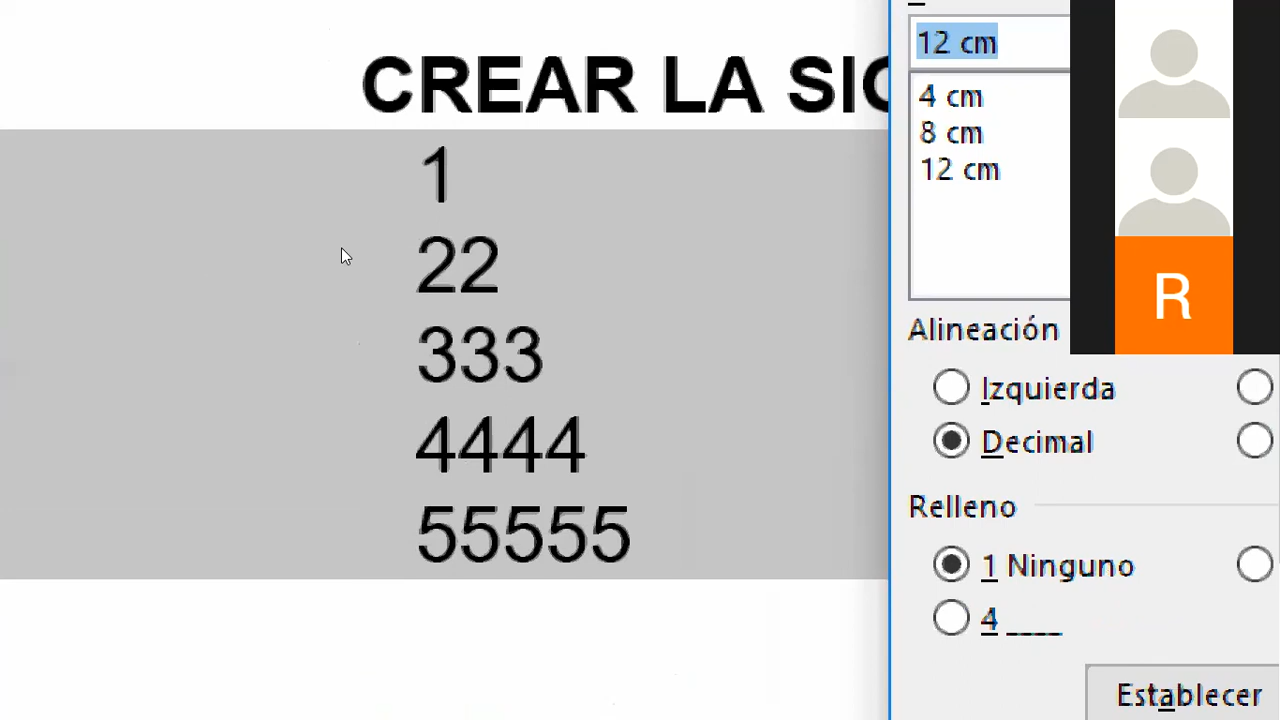 CREAR LA
1
22
333
4444
55555
12 cm
4 cm
8 cm
12 cm
R
Alineación
Izquierda
Decimal
Relleno
1 Ninguno
4 ____
Establecer